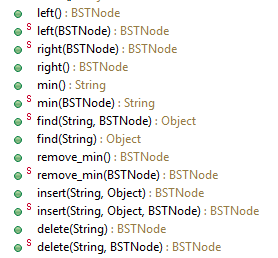 left() : BSTNode
S left(BSTNode) : BSTNode
S right(BSTNode) : BSTNode
right() : BSTNode
min() : String
S min(BSTNode) : String
S find(String, BSTNode) : Object
find(String) : Object
remove_min() : BSTNode
S remove_min(BSTNode) : BSTNode
insert(String, Object) : BSTNode
S insert(String, Object, BSTNode) : BSTNode
delete(String) : BSTNode
S delete(String, BSTNode) : BSTNode